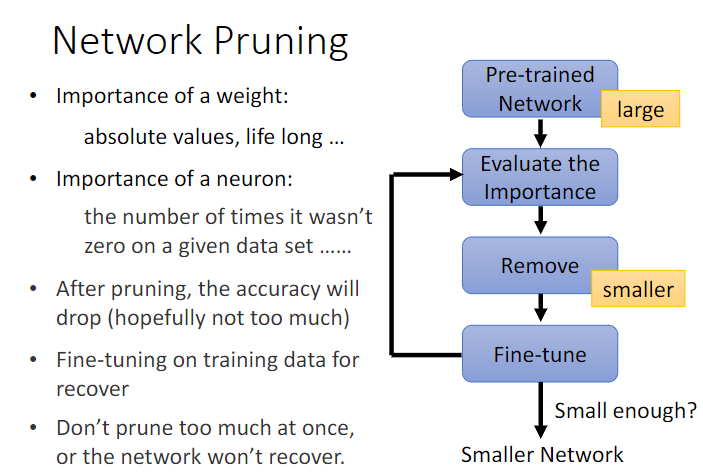 Network Pruning
• Importance of a weight:
absolute values, life long …
• Importance of a neuron:
the number of times it wasn’t
zero on a given data set ……
• After pruning, the accuracy will
drop (hopefully not too much)
• Fine-tuning on training data for
recover
• Don’t prune too much at once,
or the network won’t recover.
Pre-trained
Network
large
Evaluate the
Importance
Remove
smaller
Fine-tune
Small enough?
Smaller Network